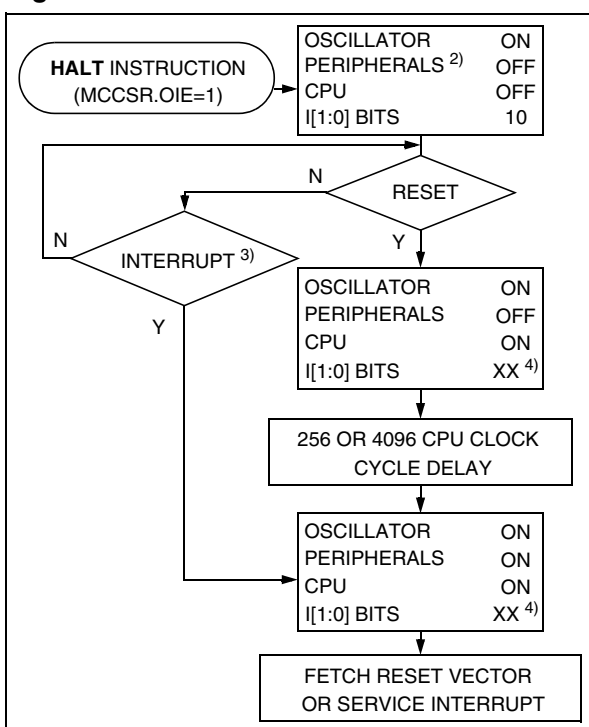 HALT INSTRUCTION
(MCCSR.OIE=1)
OSCILLATOR ON
PERIPHERALS 2) OFF
CPU OFF
I[1:0] BITS 10
N
RESET
N
INTERRUPT 3)
Y
Y
OSCILLATOR ON
PERIPHERALS OFF
CPU ON
I[1:0] BITS XX 4)
256 OR 4096 CPU CLOCK
CYCLE DELAY
OSCILLATOR ON
PERIPHERALS ON
CPU ON
I[1:0] BITS XX 4)
FETCH RESET VECTOR
OR SERVICE INTERRUPT